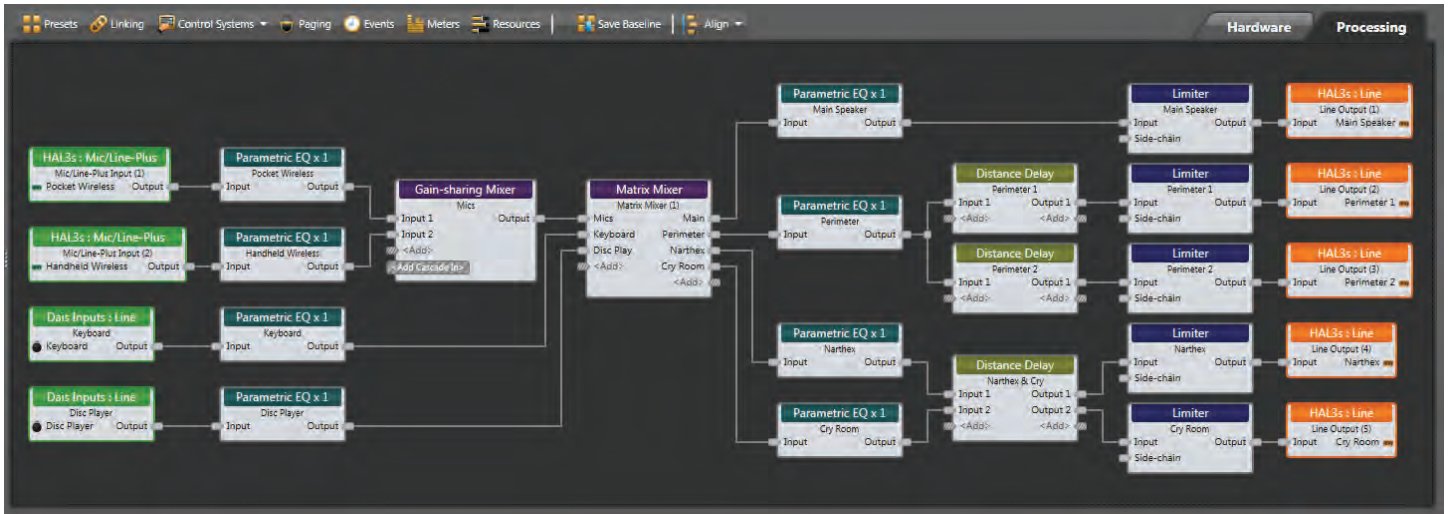 Presets Linking Control Systems Paging Events Meters Resources Save Baseline Align
Hardware Processing
HAL3s : Mic/Line-Plus
Mic/Line-Plus Input (1)
Pocket Wireless Output
Parametric EQ x 1
Pocket Wireless
Input Output
HAL3s : Mic/Line-Plus
Mic/Line-Plus Input (2)
Handheld Wireless Output
Parametric EQ x 1
Handheld Wireless
Input Output
Dais Inputs : Line
Keyboard
Keyboard Output
Parametric EQ x 1
Keyboard
Input Output
Dais Inputs : Line
Disc Player
Disc Player Output
Parametric EQ x 1
Disc Player
Input Output
Gain-sharing Mixer
Mics
Input 1 Output
Input 2
<Add>
<Add Cascade In>
Matrix Mixer
Matrix Mixer (1)
Mics Main
Keyboard Perimeter
Disc Play Narthex
<Add> Cry Room
<Add>
Parametric EQ x 1
Main Speaker
Input Output
Limiter
Main Speaker
Input Output
Side-chain
HAL3s : Line
Line Output (1)
Input Main Speaker
Parametric EQ x 1
Perimeter
Input Output
Distance Delay
Perimeter 1
Input 1 Output 1
<Add> <Add>
Limiter
Perimeter 1
Input Output
Side-chain
HAL3s : Line
Line Output (2)
Input Perimeter 1
Distance Delay
Perimeter 2
Input 1 Output 1
<Add> <Add>
Limiter
Perimeter 2
Input Output
Side-chain
HAL3s : Line
Line Output (3)
Input Perimeter 2
Parametric EQ x 1
Narthex
Input Output
Parametric EQ x 1
Cry Room
Input Output
Distance Delay
Narthex & Cry
Input 1 Output 1
Input 2 Output 2
<Add> <Add>
Limiter
Narthex
Input Output
Side-chain
HAL3s : Line
Line Output (4)
Input Narthex
Limiter
Cry Room
Input Output
Side-chain
HAL3s : Line
Line Output (5)
Input Cry Room